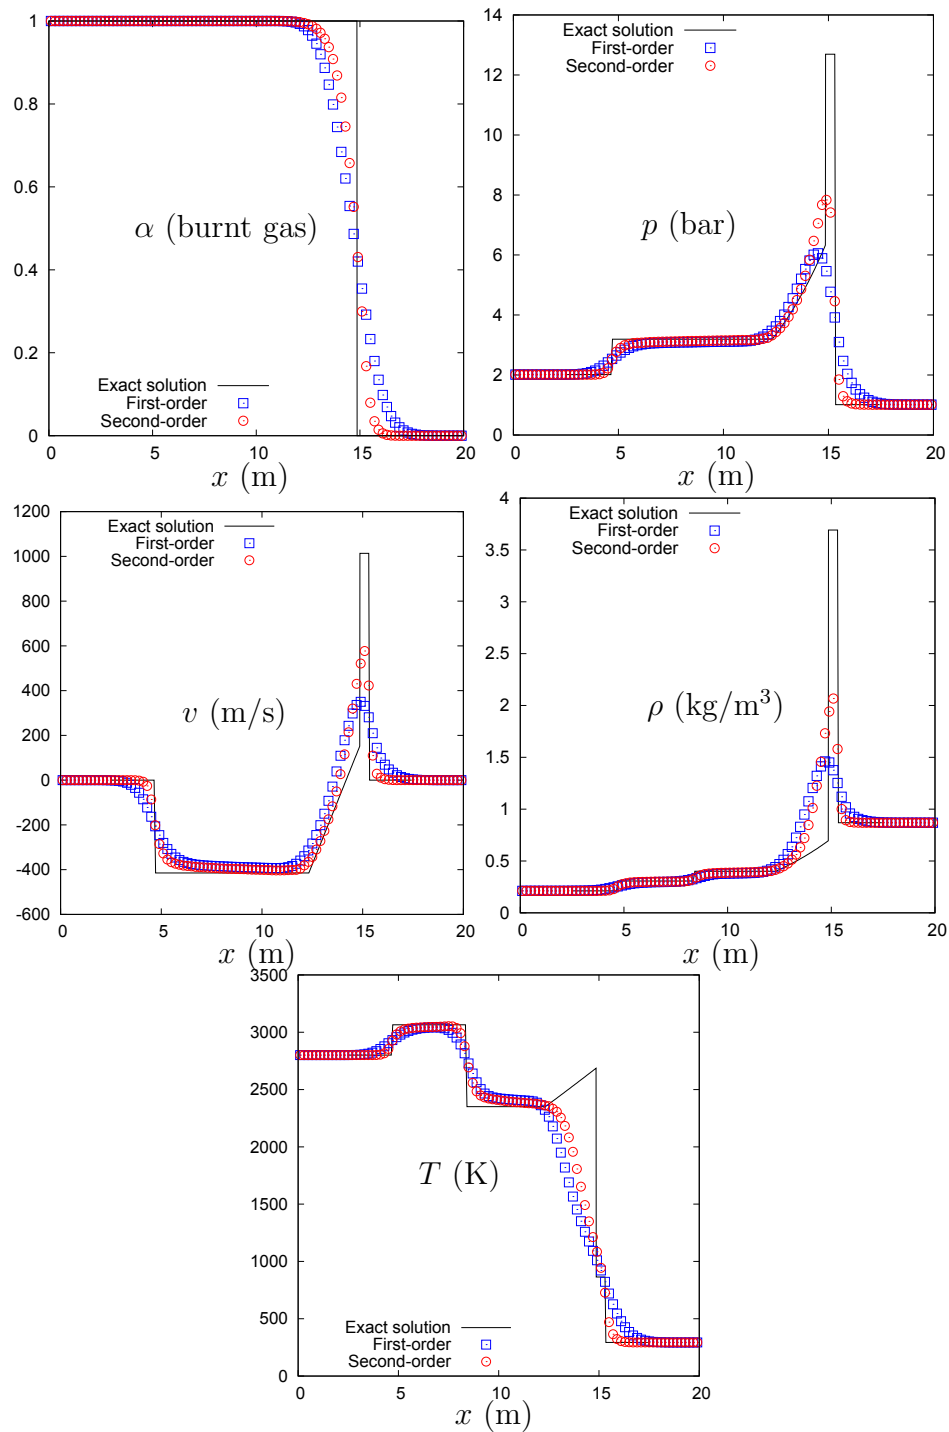 1
0.8
0.6
0.4
0.2
0
α (burnt gas)
Exact solution
First-order
Second-order
0 5 10 15 20
x (m)
14
12
10
8
6
4
2
0
Exact solution
First-order
Second-order
p (bar)
0 5 10 15 20
x (m)
1200
1000
800
600
400
200
0
-200
-400
-600
Exact solution
First-order
Second-order
v (m/s)
0 5 10 15 20
x (m)
4
3.5
3
2.5
2
1.5
1
0.5
0
Exact solution
First-order
Second-order
ρ (kg/m³)
0 5 10 15 20
x (m)
3500
3000
2500
2000
1500
1000
500
0
T (K)
Exact solution
First-order
Second-order
0 5 10 15 20
x (m)